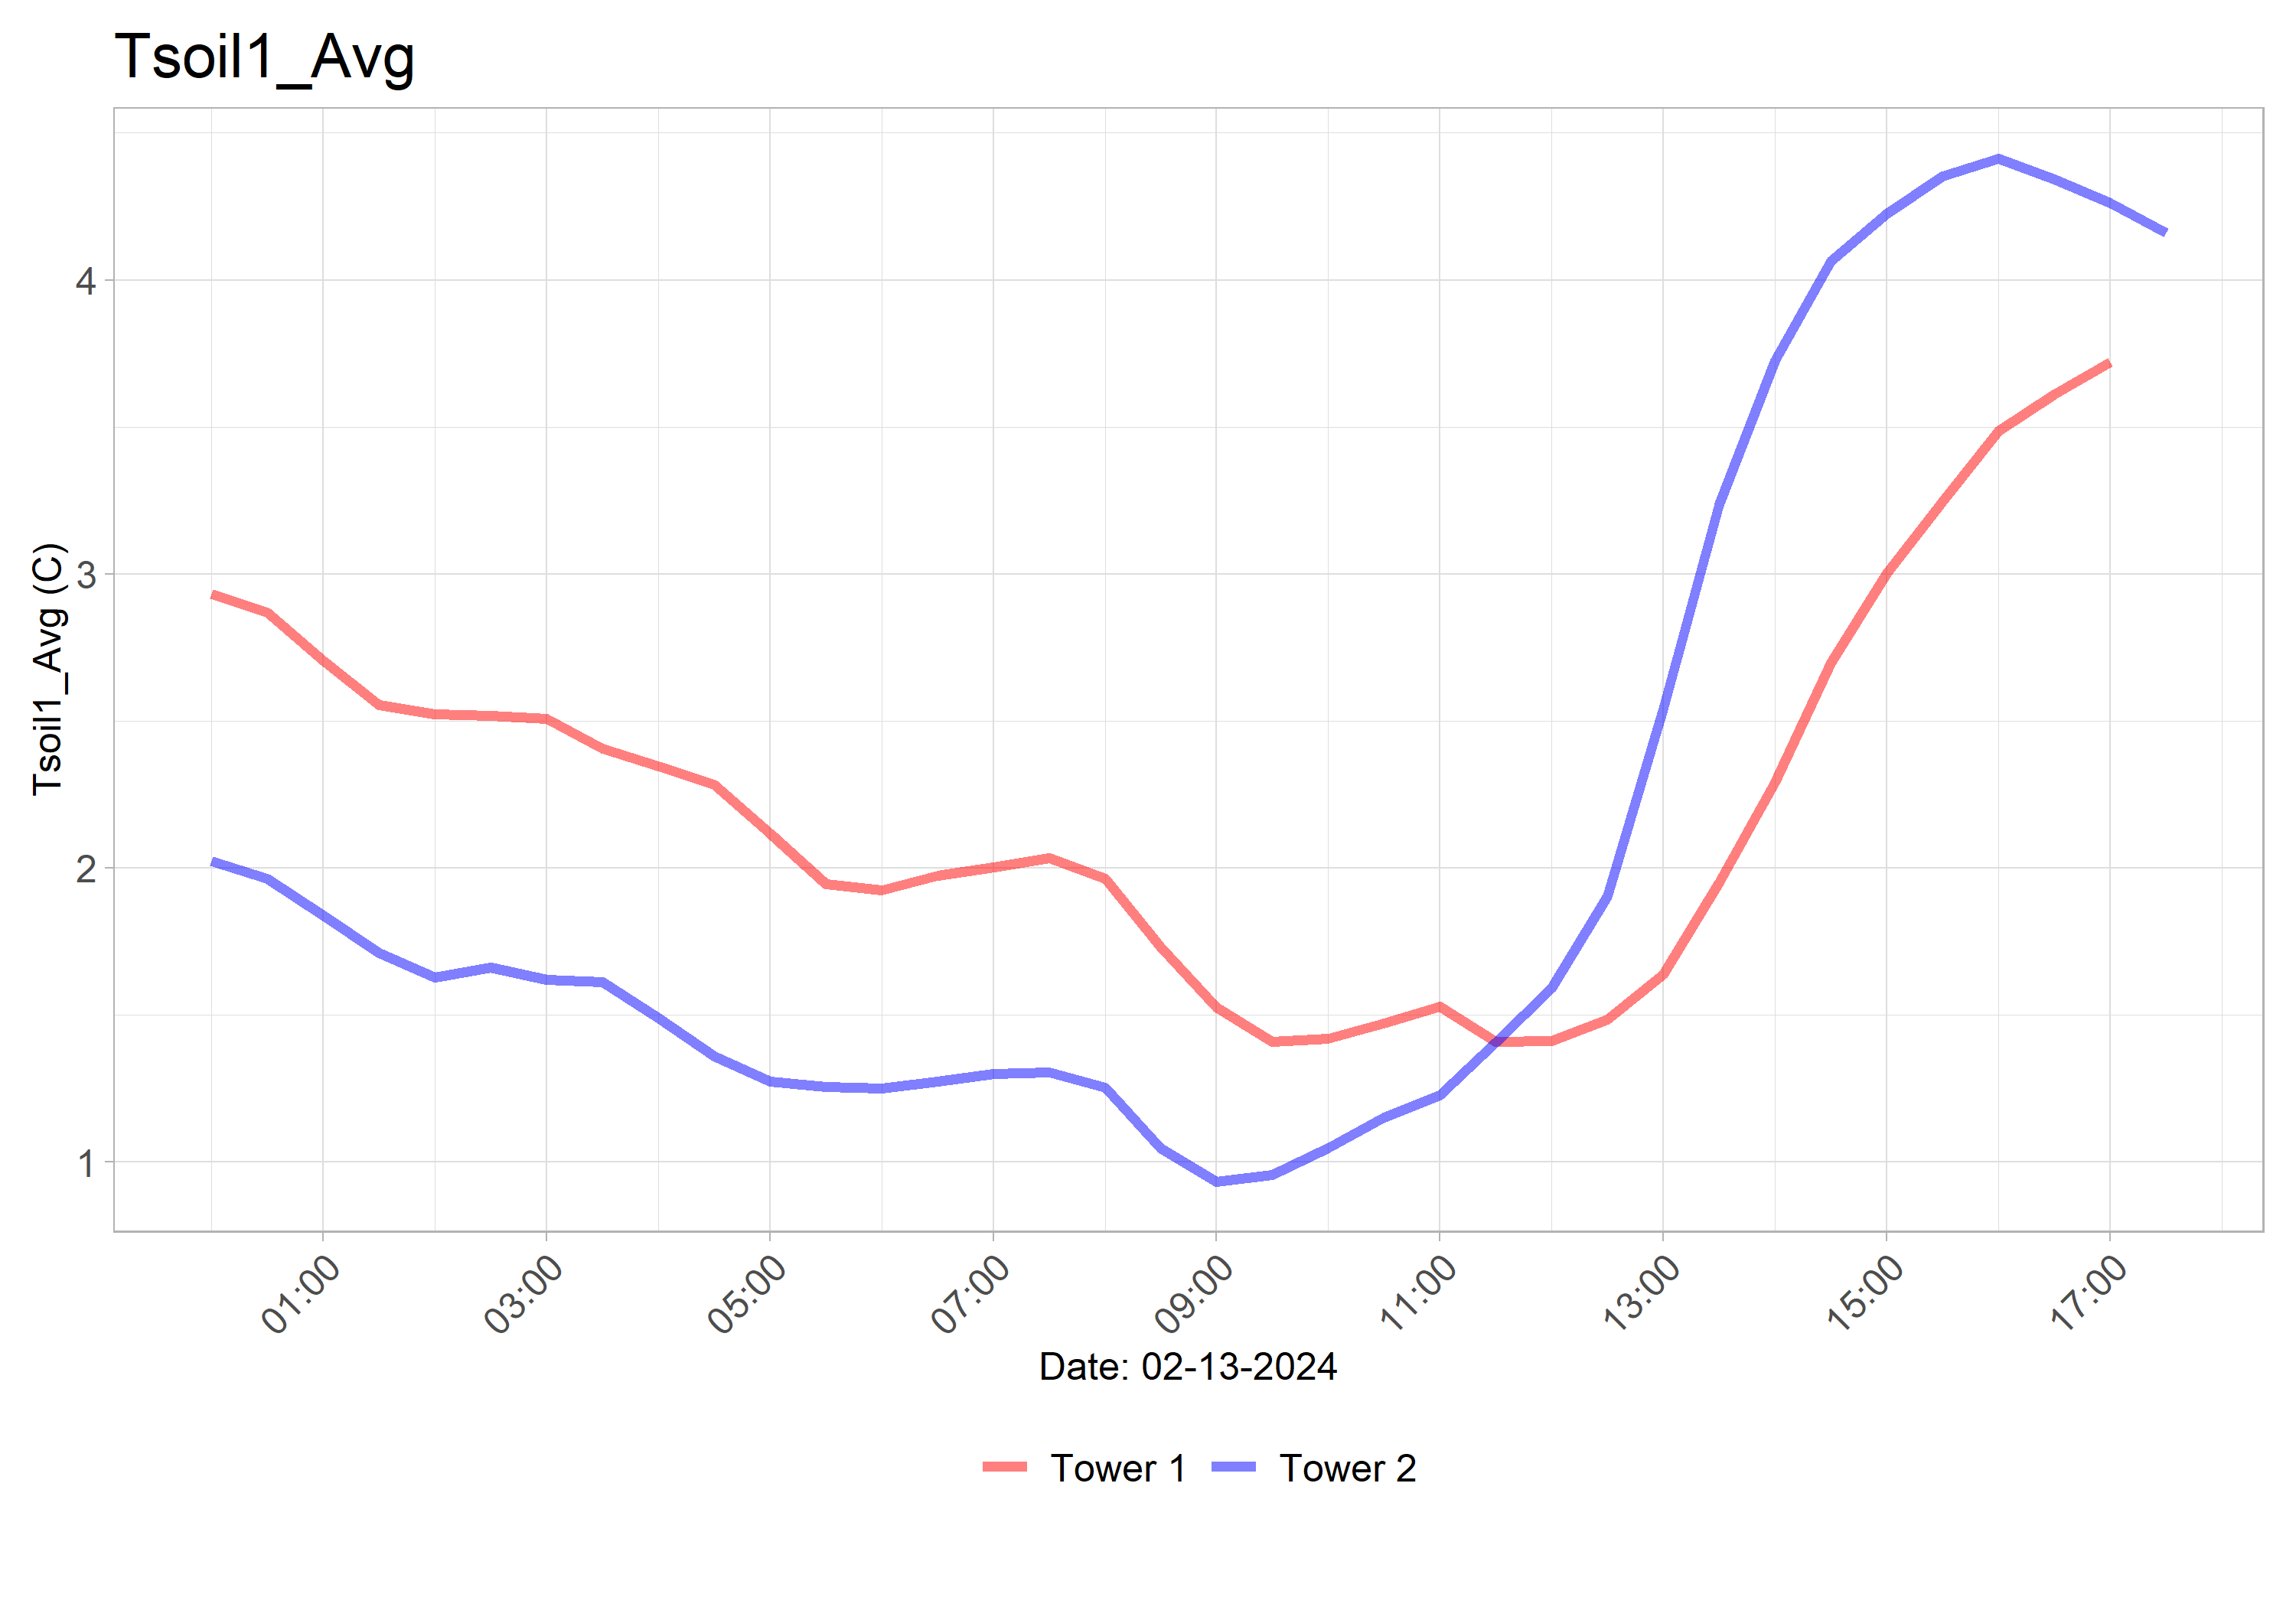 Tsoil1_Avg
Tsoil1_Avg (C)
4
3
2
1
01:00 03:00 05:00 07:00 09:00 11:00 13:00 15:00 17:00
Date: 02-13-2024
Tower 1 Tower 2